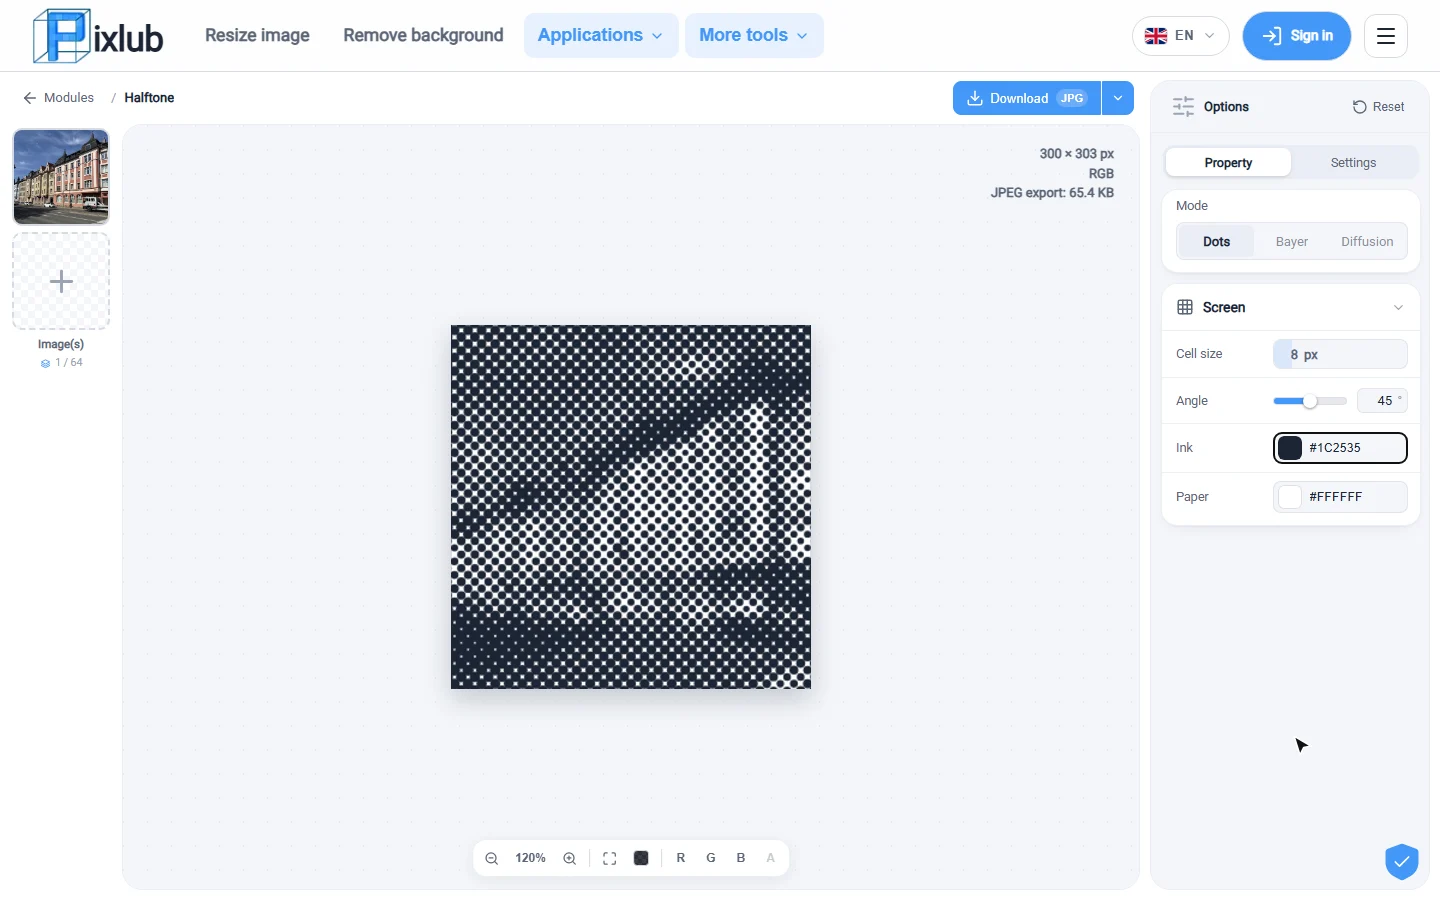 Pixlub
Resize image
Remove background
Applications
More tools
EN
Sign in
Modules / Halftone
Download JPG
300 × 303 px
RGB
JPEG export: 65.4 KB
Image(s)
1 / 64
120%
R G B A
Options
Reset
Property
Settings
Mode
Dots
Bayer
Diffusion
Screen
Cell size
8 px
Angle
45 °
Ink
#1C2535
Paper
#FFFFFF